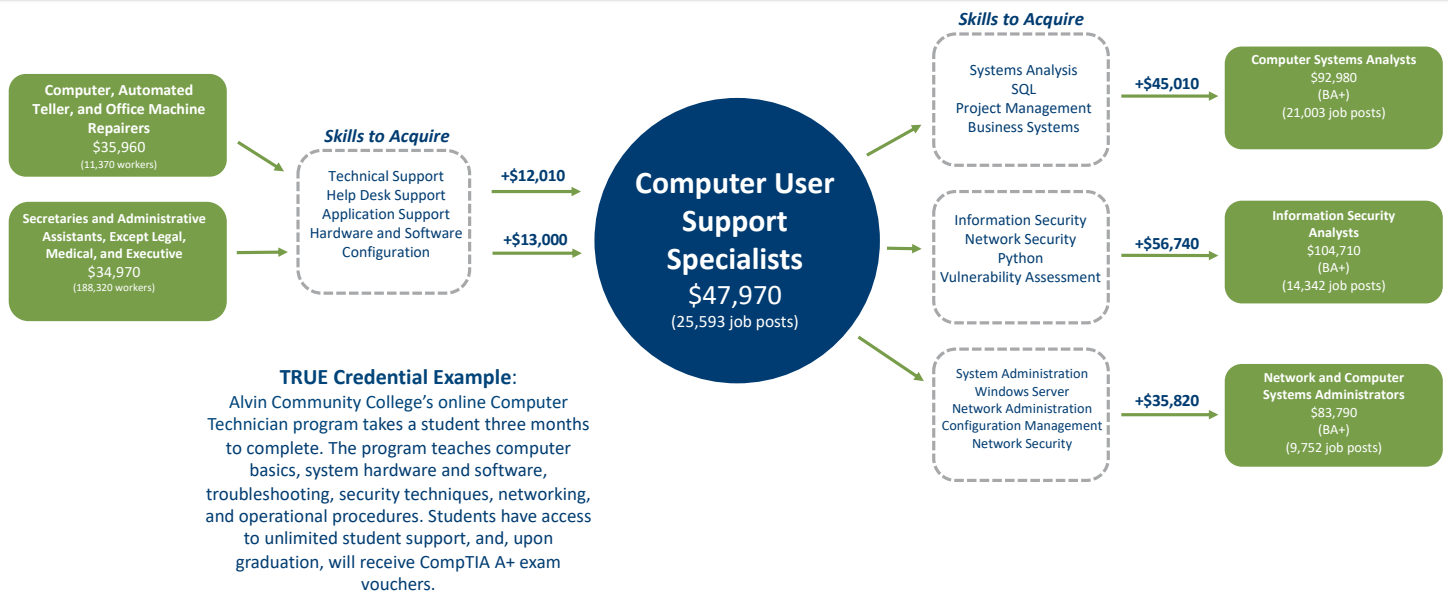 Computer, Automated
Teller, and Office Machine
Repairers
$35,960
(11,370 workers)
Secretaries and Administrative
Assistants, Except Legal,
Medical, and Executive
$34,970
(188,320 workers)
Skills to Acquire
Technical Support
Help Desk Support
Application Support
Hardware and Software
Configuration
+$12,010
+$13,000
Computer User
Support
Specialists
$47,970
(25,593 job posts)
Skills to Acquire
Systems Analysis
SQL
Project Management
Business Systems
+$45,010
Computer Systems Analysts
$92,980
(BA+)
(21,003 job posts)
Information Security
Network Security
Python
Vulnerability Assessment
+$56,740
Information Security
Analysts
$104,710
(BA+)
(14,342 job posts)
System Administration
Windows Server
Network Administration
Configuration Management
Network Security
+$35,820
Network and Computer
Systems Administrators
$83,790
(BA+)
(9,752 job posts)
TRUE Credential Example:
Alvin Community College's online Computer
Technician program takes a student three months
to complete. The program teaches computer
basics, system hardware and software,
troubleshooting, security techniques, networking,
and operational procedures. Students have access
to unlimited student support, and, upon
graduation, will receive CompTIA A+ exam
vouchers.